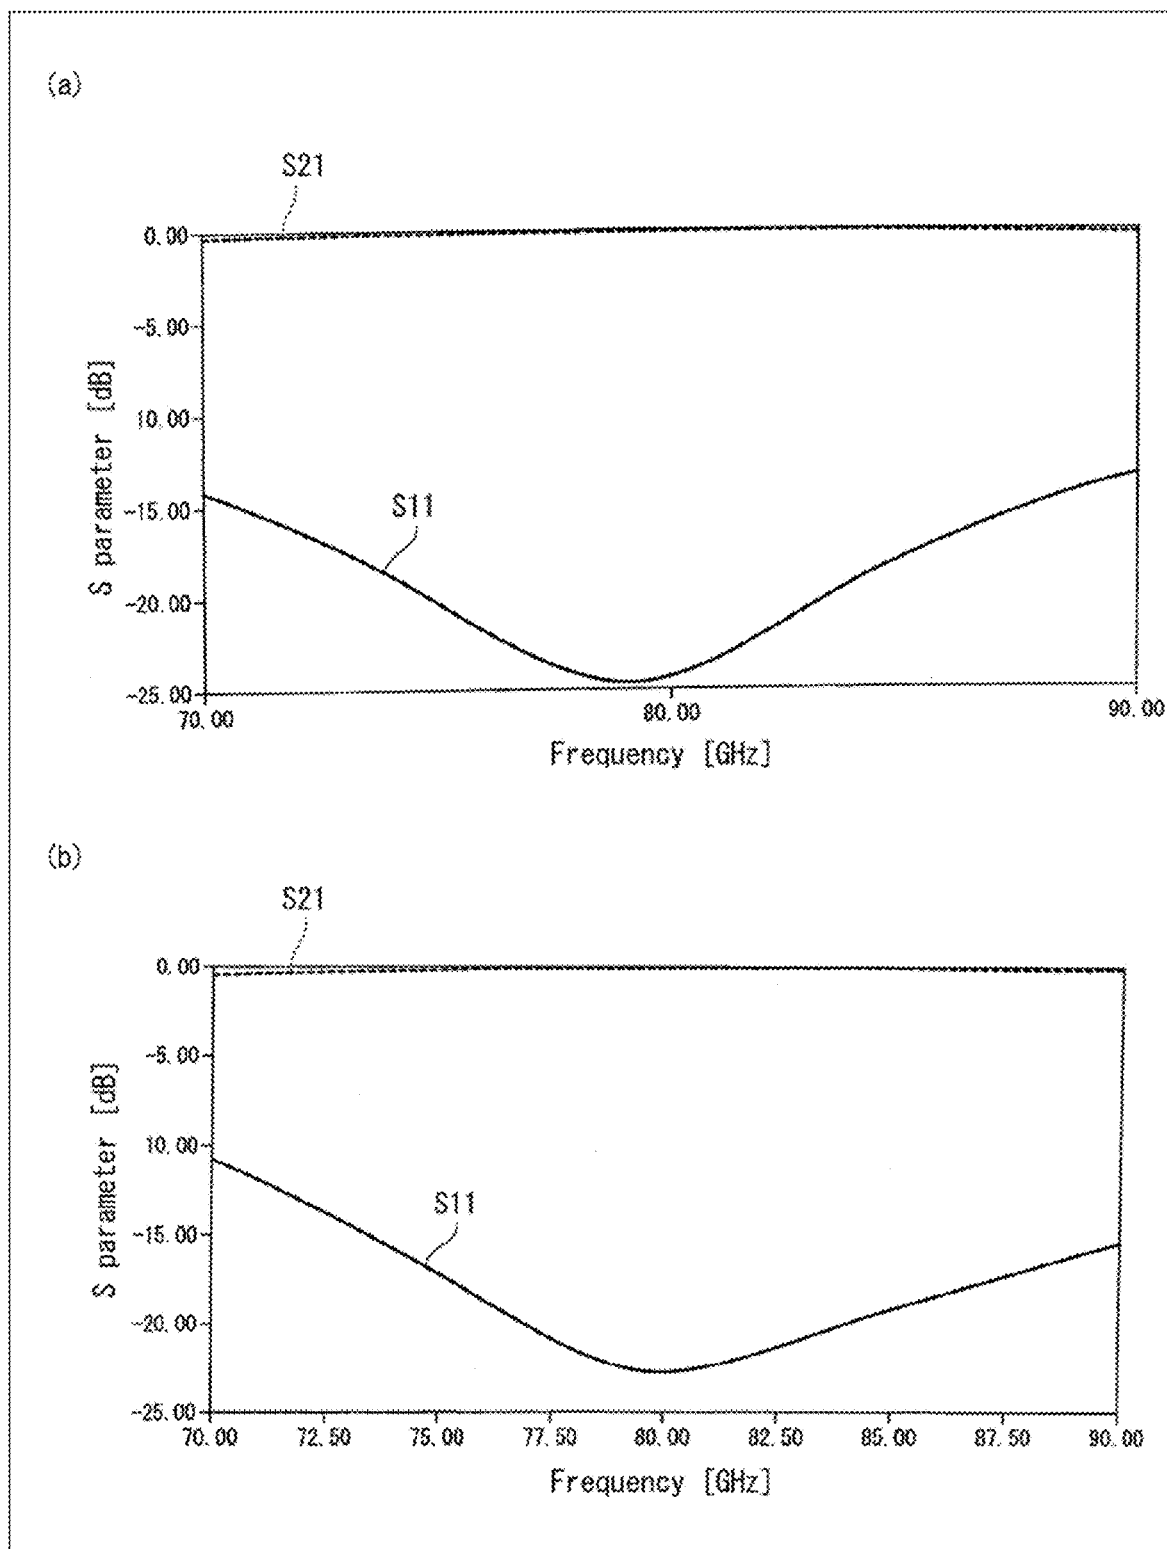 (a)
S21
0.00
-5.00
10.00
-15.00
-20.00
-25.00
S parameter [dB]
S11
70.00 80.00 90.00
Frequency [GHz]
(b)
S21
0.00
-5.00
10.00
-15.00
-20.00
-25.00
S parameter [dB]
S11
70.00 72.50 75.00 77.50 80.00 82.50 85.00 87.50 90.00
Frequency [GHz]